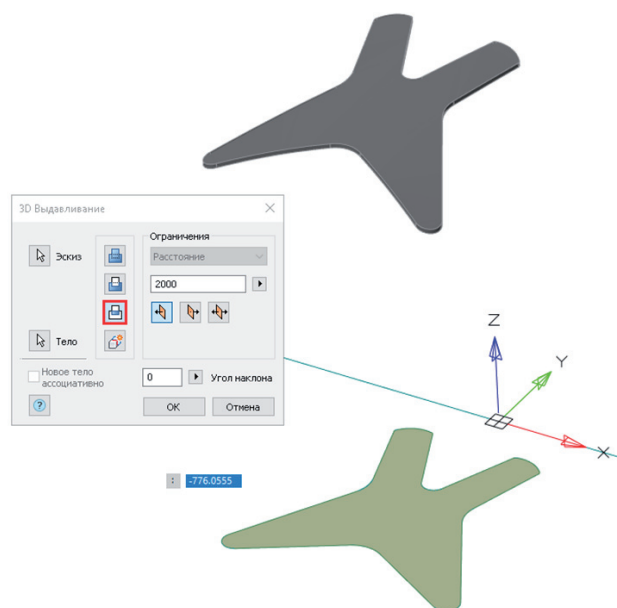 3D Выдавливание
Ограничения
Эскиз
Расстояние
2000
Тело
Новое тело
ассоциативно
0
Угол наклона
?
OK
Отмена
Z
Y
X
: -776.0555